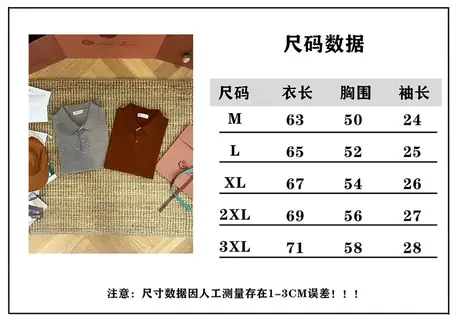 尺码数据
尺码 衣长 胸围 袖长
M 63 50 24
L 65 52 25
XL 67 54 26
2XL 69 56 27
3XL 71 58 28
注意：尺寸数据因人工测量存在1-3CM误差！！！